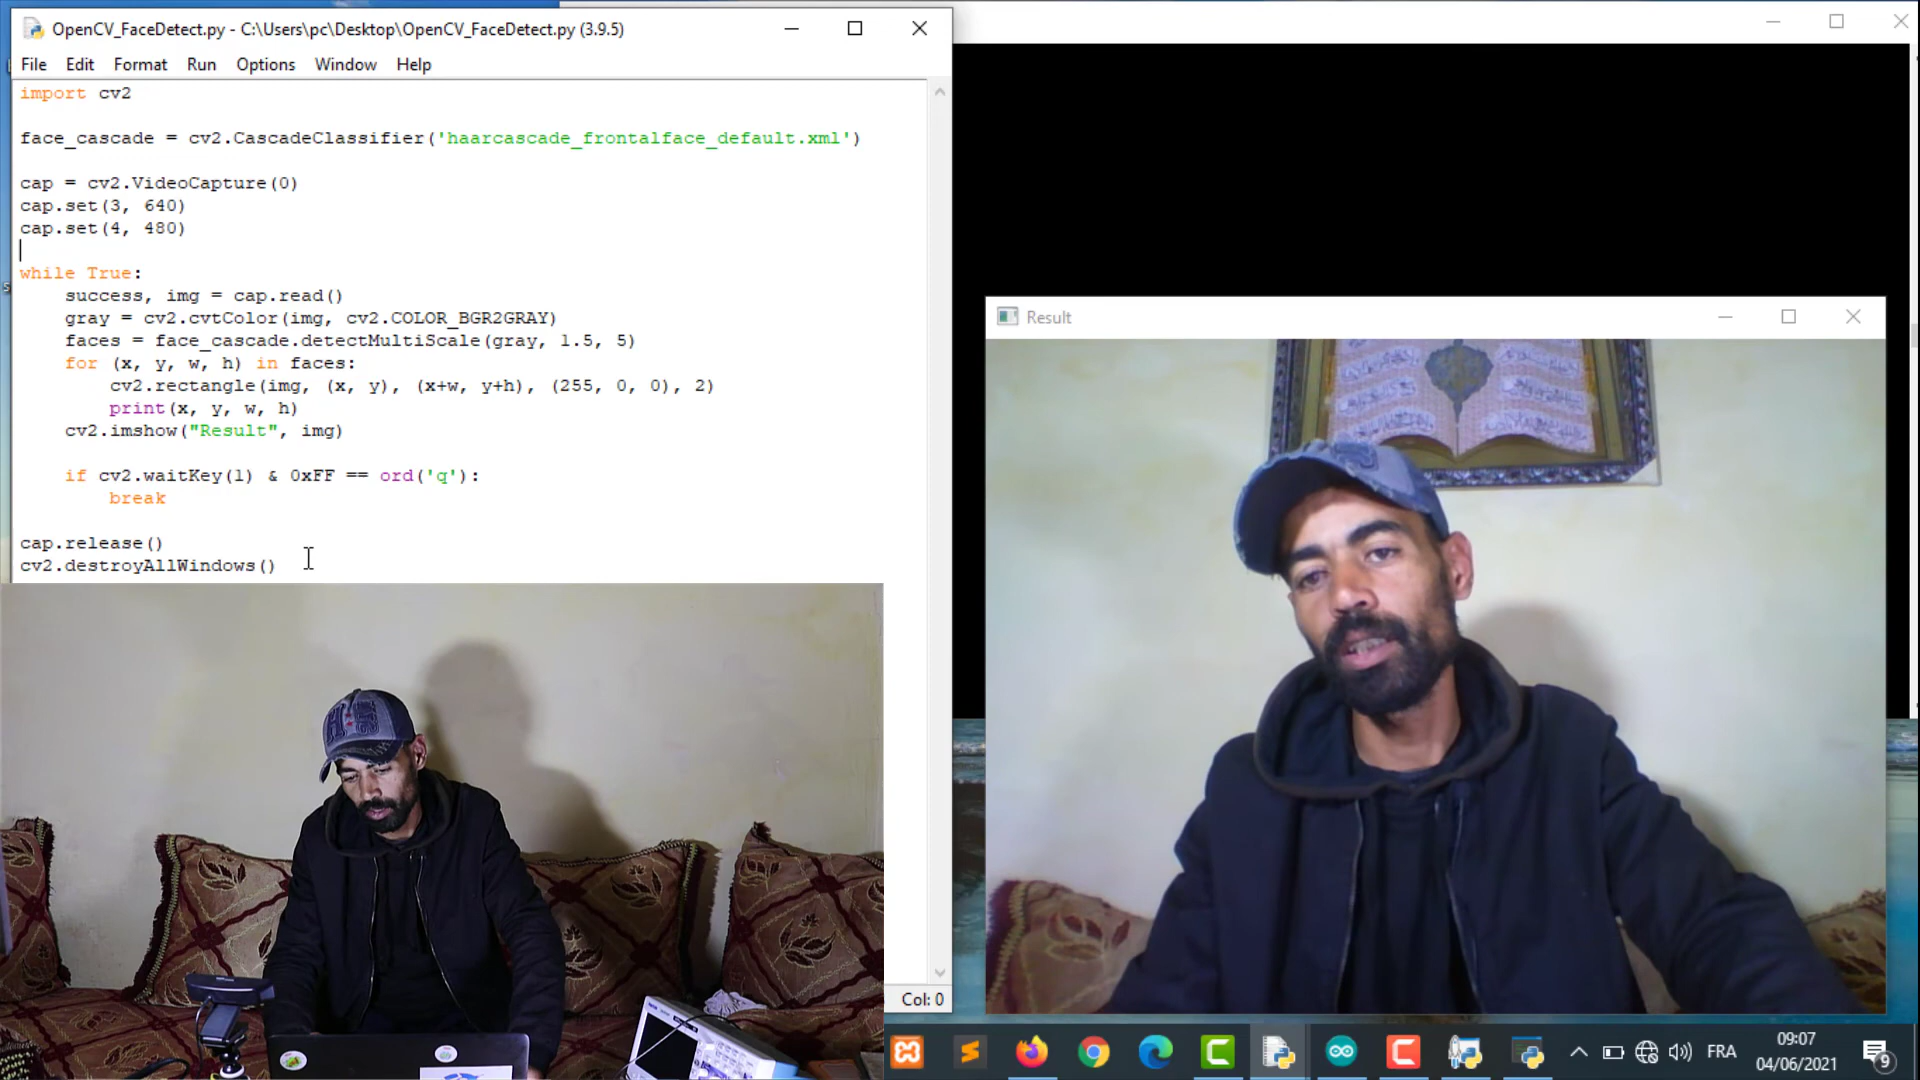 OpenCV_FaceDetect.py - C:\Users\pc\Desktop\OpenCV_FaceDetect.py (3.9.5)
File Edit Format Run Options Window Help
import cv2
face_cascade = cv2.CascadeClassifier('haarcascade_frontalface_default.xml')
cap = cv2.VideoCapture(0)
cap.set(3, 640)
cap.set(4, 480)
while True:
    success, img = cap.read()
    gray = cv2.cvtColor(img, cv2.COLOR_BGR2GRAY)
    faces = face_cascade.detectMultiScale(gray, 1.5, 5)
    for (x, y, w, h) in faces:
        cv2.rectangle(img, (x, y), (x+w, y+h), (255, 0, 0), 2)
        print(x, y, w, h)
    cv2.imshow("Result", img)
    if cv2.waitKey(1) & 0xFF == ord('q'):
        break
cap.release()
cv2.destroyAllWindows()
Col: 0
Result
FRA
09:07
04/06/2021
9